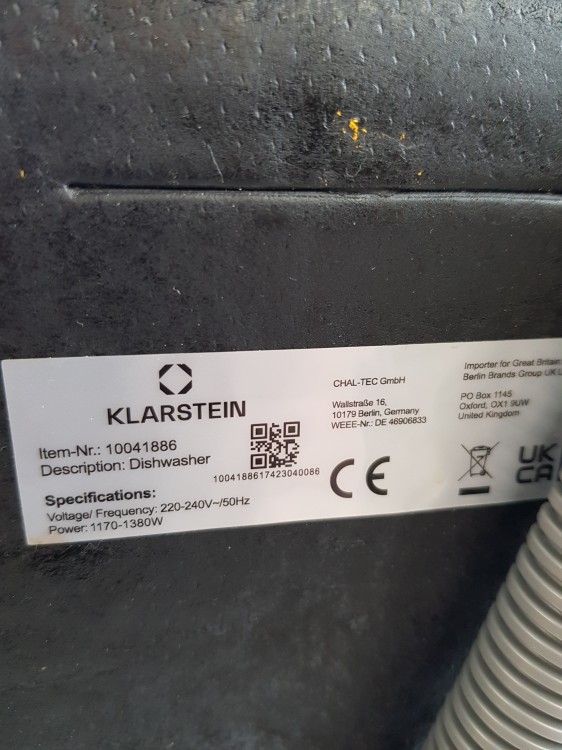 KLARSTEIN
Item-Nr.: 10041886
Description: Dishwasher
1004188617423040086
Specifications:
Voltage/ Frequency: 220-240V~/50Hz
Power: 1170-1380W
CHAL-TEC GmbH
Wallstraße 16,
10179 Berlin, Germany
WEEE-Nr.: DE 46906833
CE
Importer for Great Britain:
Berlin Brands Group UK
PO Box 1145
Oxford, OX1 9UW
United Kingdom
UK
CA